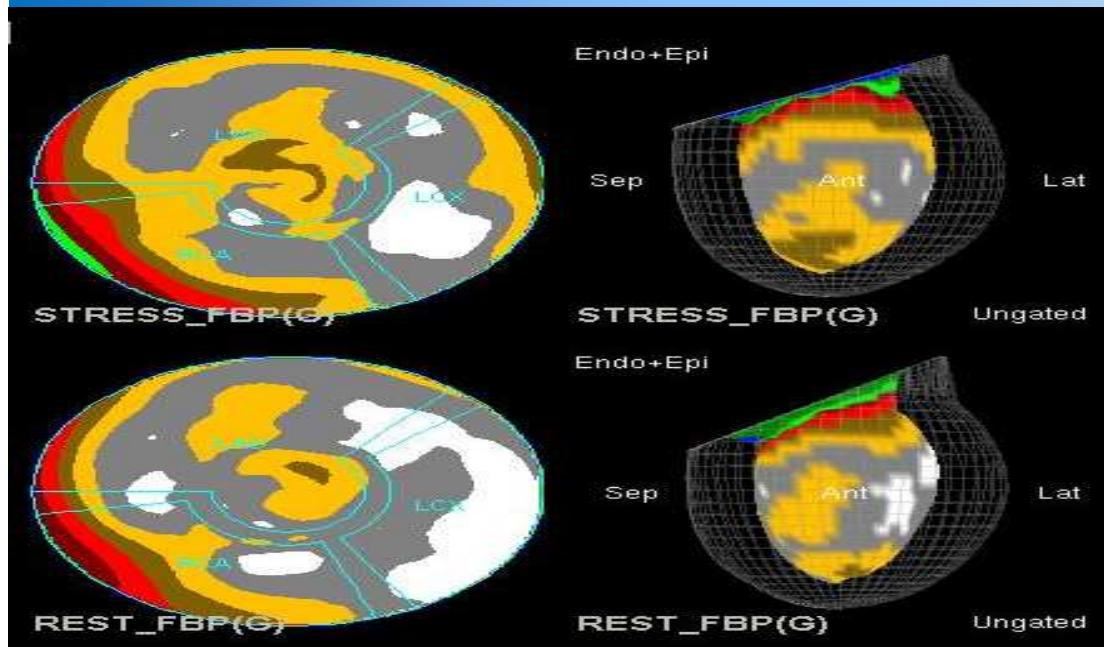 Endo+Epi
LAD
Sep
Ant
Lat
LCX
RCA
STRESS_FBP(G)
STRESS_FBP(G)
Ungated
Endo+Epi
LAD
Sep
Ant
Lat
LCX
RCA
REST_FBP(G)
REST_FBP(G)
Ungated